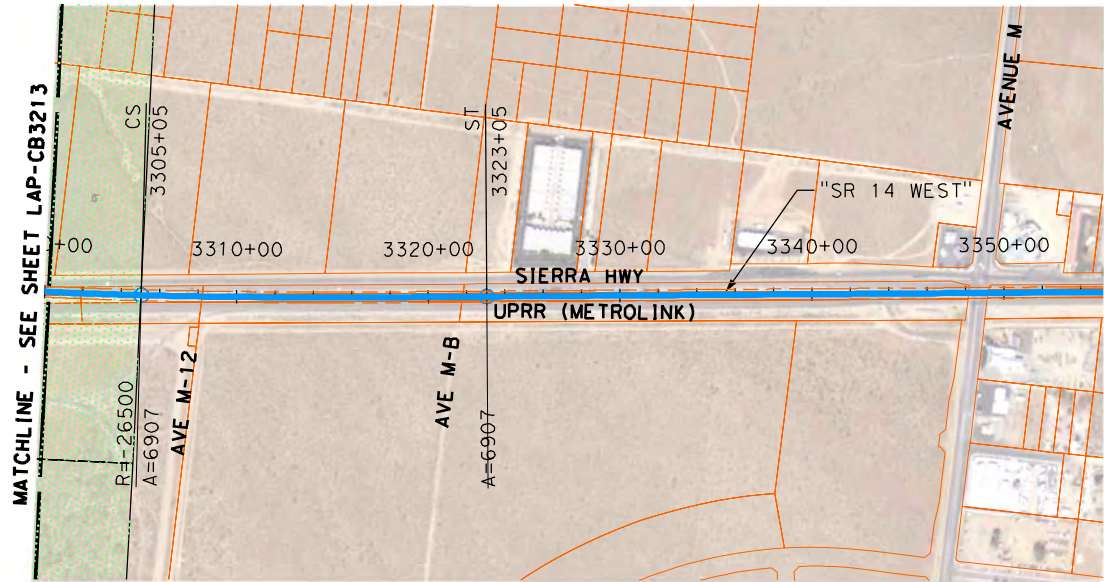 MATCHLINE - SEE SHEET LAP-CB3213
CS
3305+05
ST
3323+05
AVENUE M
"SR 14 WEST"
+00
3310+00
3320+00
3330+00
3340+00
3350+00
SIERRA HWY
UPRR (METROLINK)
R=-26500
A=6907
AVE M-12
AVE M-B
A=6907